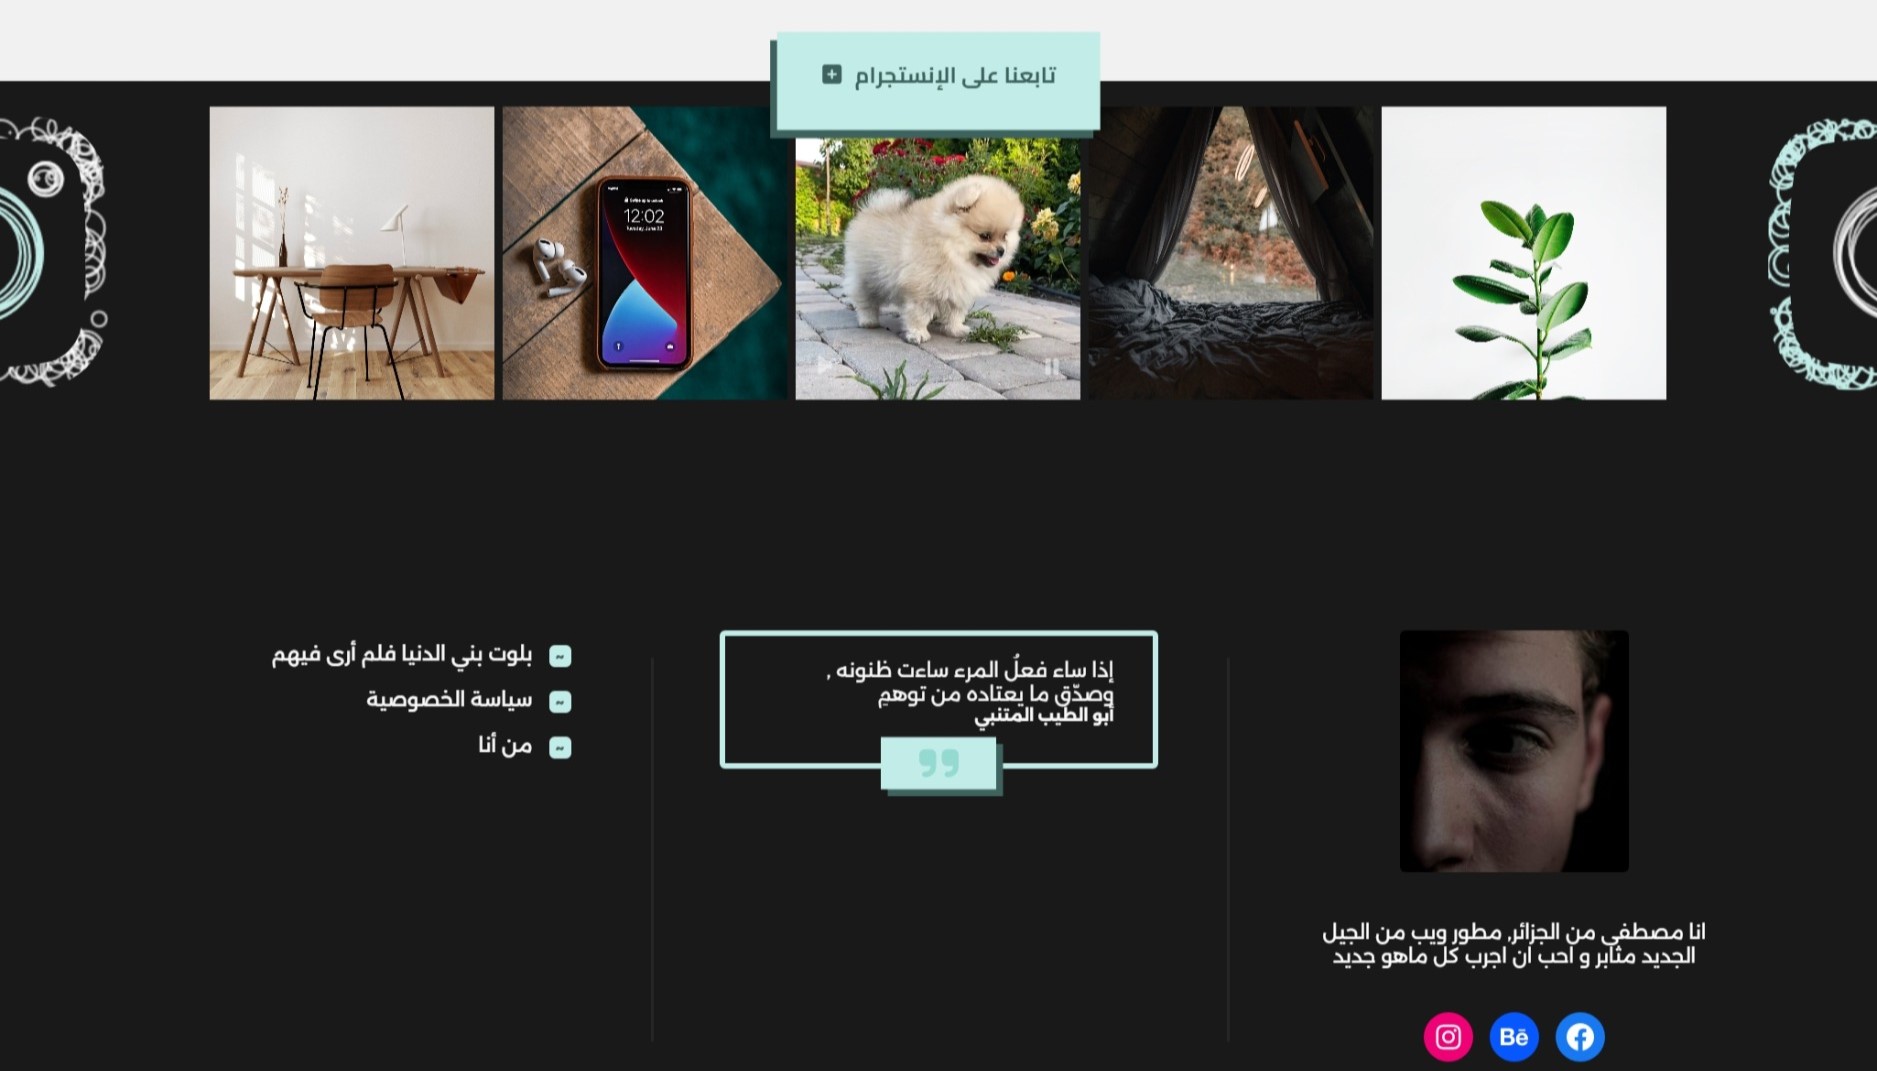 تابعنا على الإنستجرام
12:02
إذا ساء فعلُ المرء ساءت ظنونه ,
وصدّق ما يعتاده من توهمِ
أبو الطيب المتنبي
بلوت بني الدنيا فلم أرى فيهم
سياسة الخصوصية
من أنا
انا مصطفى من الجزائر, مطور ويب من الجيل
الجديد مثابر و احب ان اجرب كل ماهو جديد
Bē